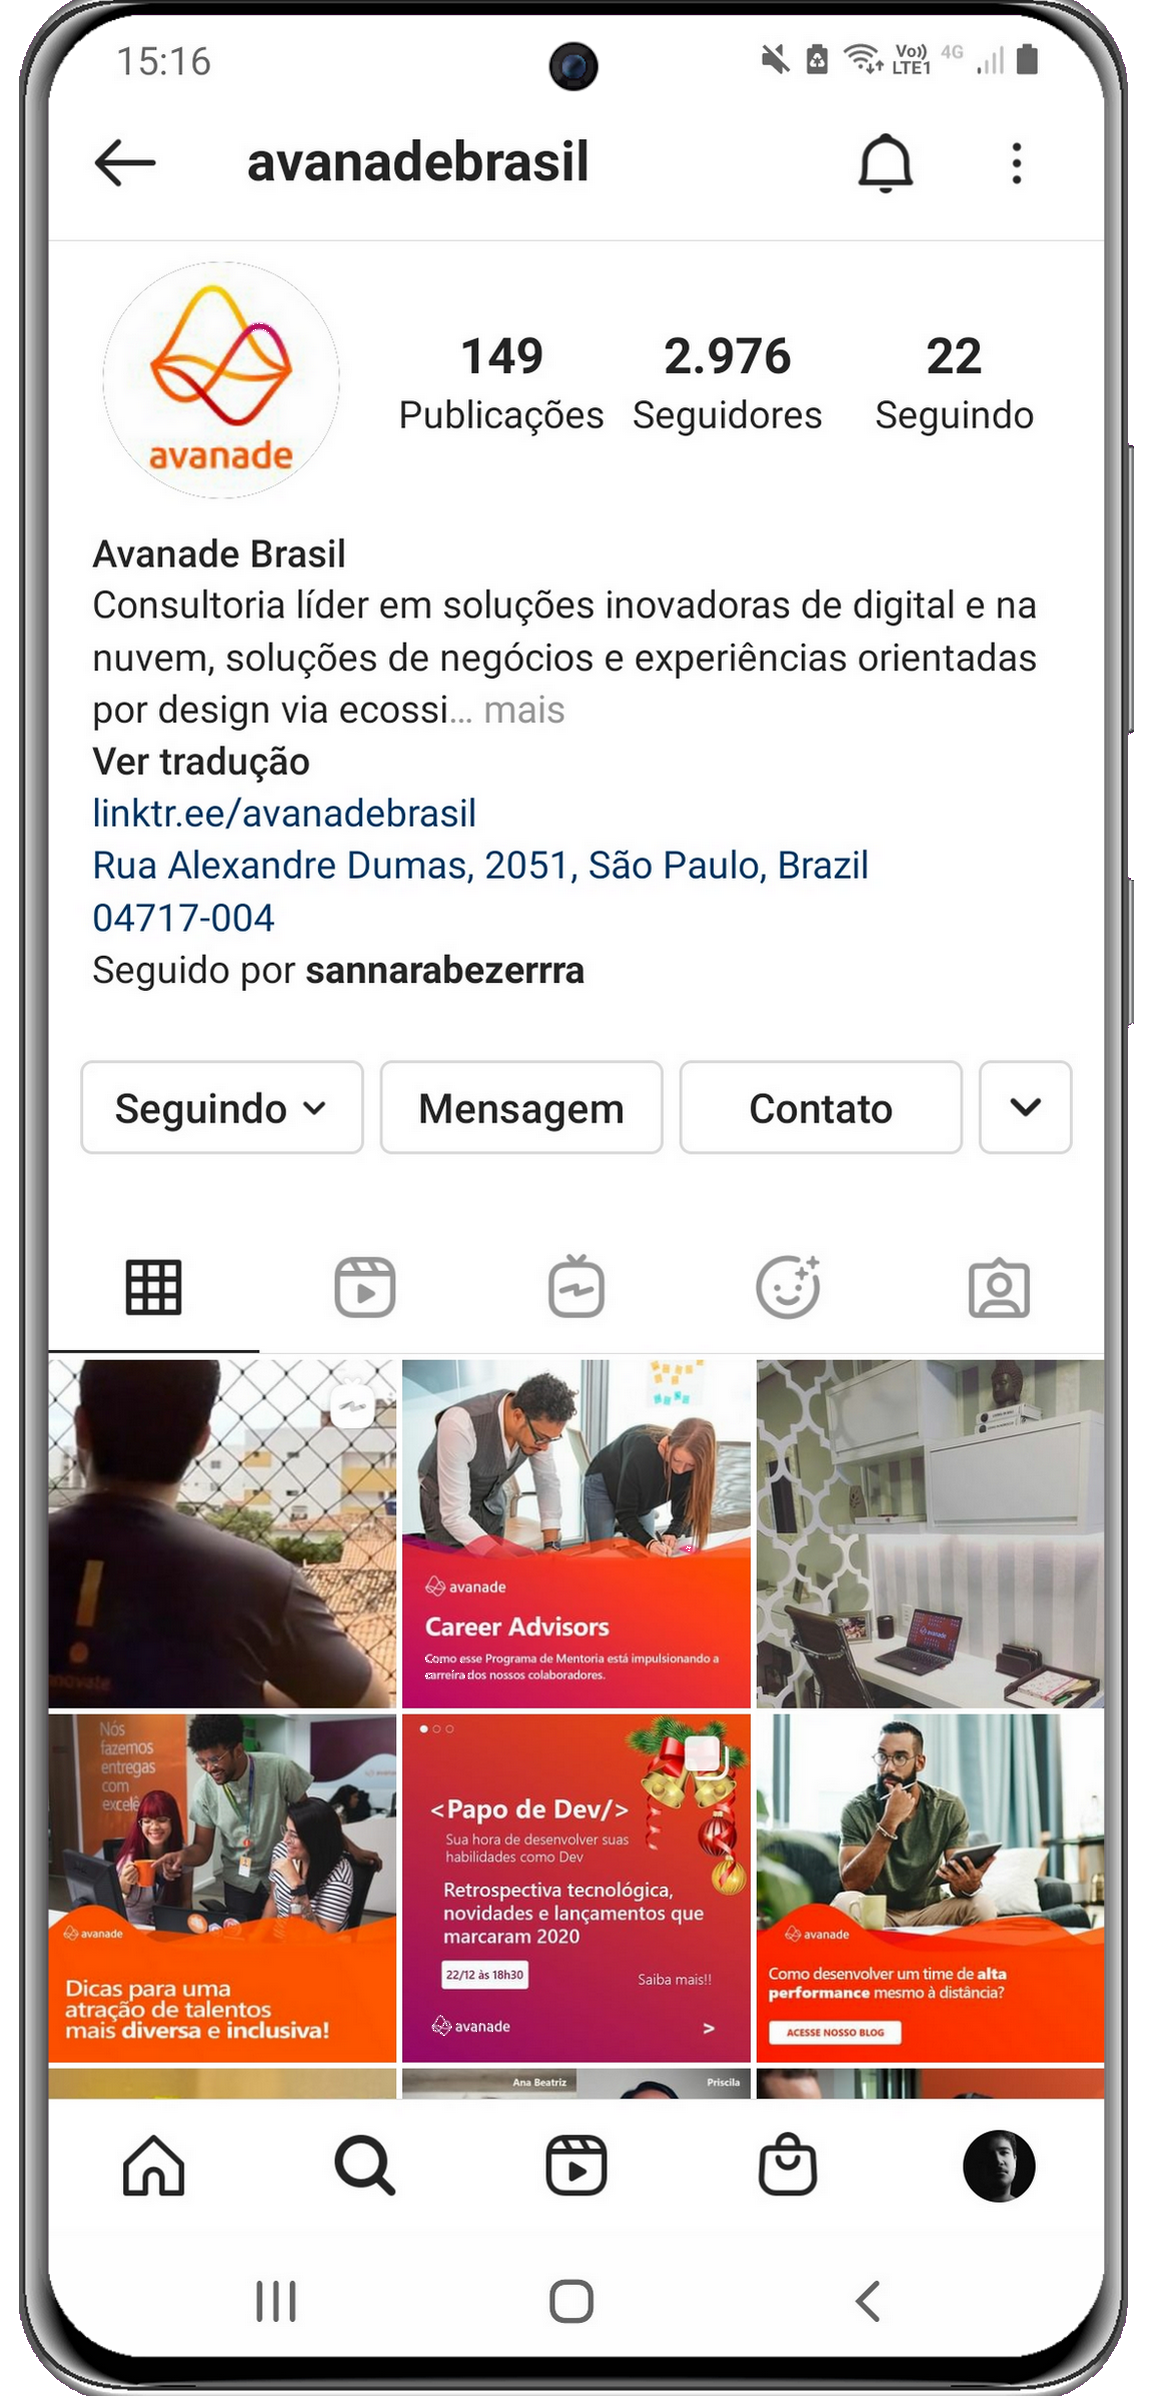 15:16
Vo)) LTE1 4G
avanadebrasil
avanade
149
Publicações
2.976
Seguidores
22
Seguindo
Avanade Brasil
Consultoria líder em soluções inovadoras de digital e na
nuvem, soluções de negócios e experiências orientadas
por design via ecossi... mais
Ver tradução
linktr.ee/avanadebrasil
Rua Alexandre Dumas, 2051, São Paulo, Brazil
04717-004
Seguido por sannarabezerrra
Seguindo
Mensagem
Contato
avanade
Career Advisors
Como esse Programa de Mentoria está impulsionando a
carreira dos nossos colaboradores.
avanade
Nós
fazemos
entregas
com
avanade
Dicas para uma
atração de talentos
mais diversa e inclusiva!
<Papo de Dev/>
Sua hora de desenvolver suas
habilidades como Dev
Retrospectiva tecnológica,
novidades e lançamentos que
marcaram 2020
22/12 às 18h30
Saiba mais!!
avanade
>
avanade
Como desenvolver um time de alta
performance mesmo à distância?
ACESSE NOSSO BLOG
Ana Beatriz
Priscila